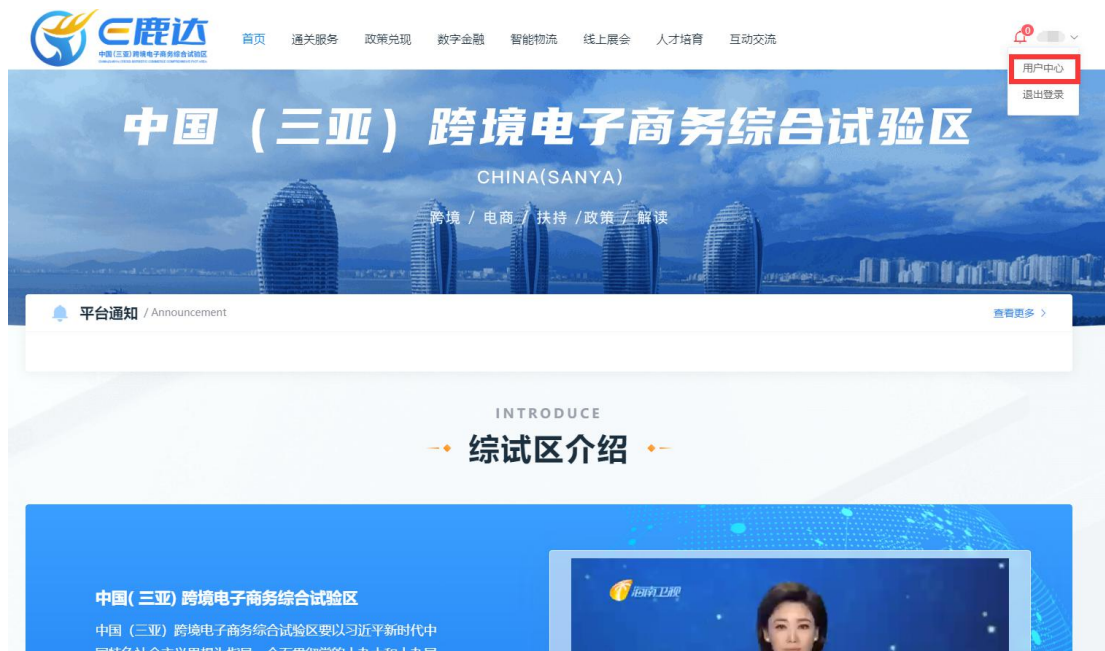 E鹿达
中国(三亚)跨境电子商务综合试验区
首页 通关服务 政策兑现 数字金融 智能物流 线上展会 人才培育 互动交流
0
用户中心
退出登录
中国（三亚）跨境电子商务综合试验区
CHINA(SANYA)
跨境 / 电商 / 扶持 /政策 / 解读
平台通知 / Announcement 查看更多 >
INTRODUCE
综试区介绍
海南卫视
中国( 三亚) 跨境电子商务综合试验区
中国（三亚）跨境电子商务综合试验区要以习近平新时代中